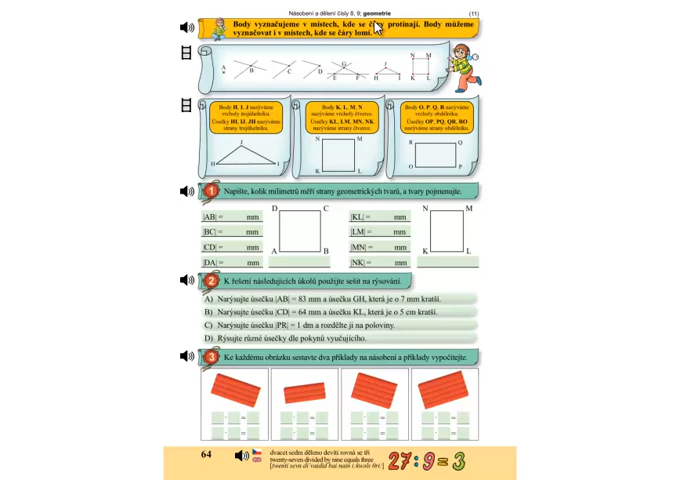 Násobení a dělení čísly 8, 9; geometrie
(11)
Body vyznačujeme v místech, kde se čáry protínají. Body můžeme
vyznačovat i v místech, kde se čáry lomí.
A B C D G E F J H I N M K L
Body H, I, J nazýváme
vrcholy trojúhelníku.
Úsečky HI, IJ, JH nazýváme
strany trojúhelníku.
J
H I
Body K, L, M, N
nazýváme vrcholy čtverce.
Úsečky KL, LM, MN, NK
nazýváme strany čtverce.
N M
K L
Body O, P, Q, R nazýváme
vrcholy obdélníku.
Úsečky OP, PQ, QR, RO
nazýváme strany obdélníku.
R Q
O P
1 Napište, kolik milimetrů měří strany geometrických tvarů, a tvary pojmenujte.
|AB| = mm
|BC| = mm
|CD| = mm
|DA| = mm
D C
A B
|KL| = mm
|LM| = mm
|MN| = mm
|NK| = mm
N M
K L
2 K řešení následujících úkolů použijte sešit na rýsování.
A) Narýsujte úsečku |AB| = 83 mm a úsečku GH, která je o 7 mm kratší.
B) Narýsujte úsečku |CD| = 64 mm a úsečku KL, která je o 5 cm kratší.
C) Narýsujte úsečku |PR| = 1 dm a rozdělte ji na poloviny.
D) Rýsujte různé úsečky dle pokynů vyučujícího.
3 Ke každému obrázku sestavte dva příklady na násobení a příklady vypočítejte.
· = · = · = · =
· = · = · = · =
64
dvacet sedm děleno devíti rovná se tři
twenty-seven divided by nine equals three
27 : 9 = 3